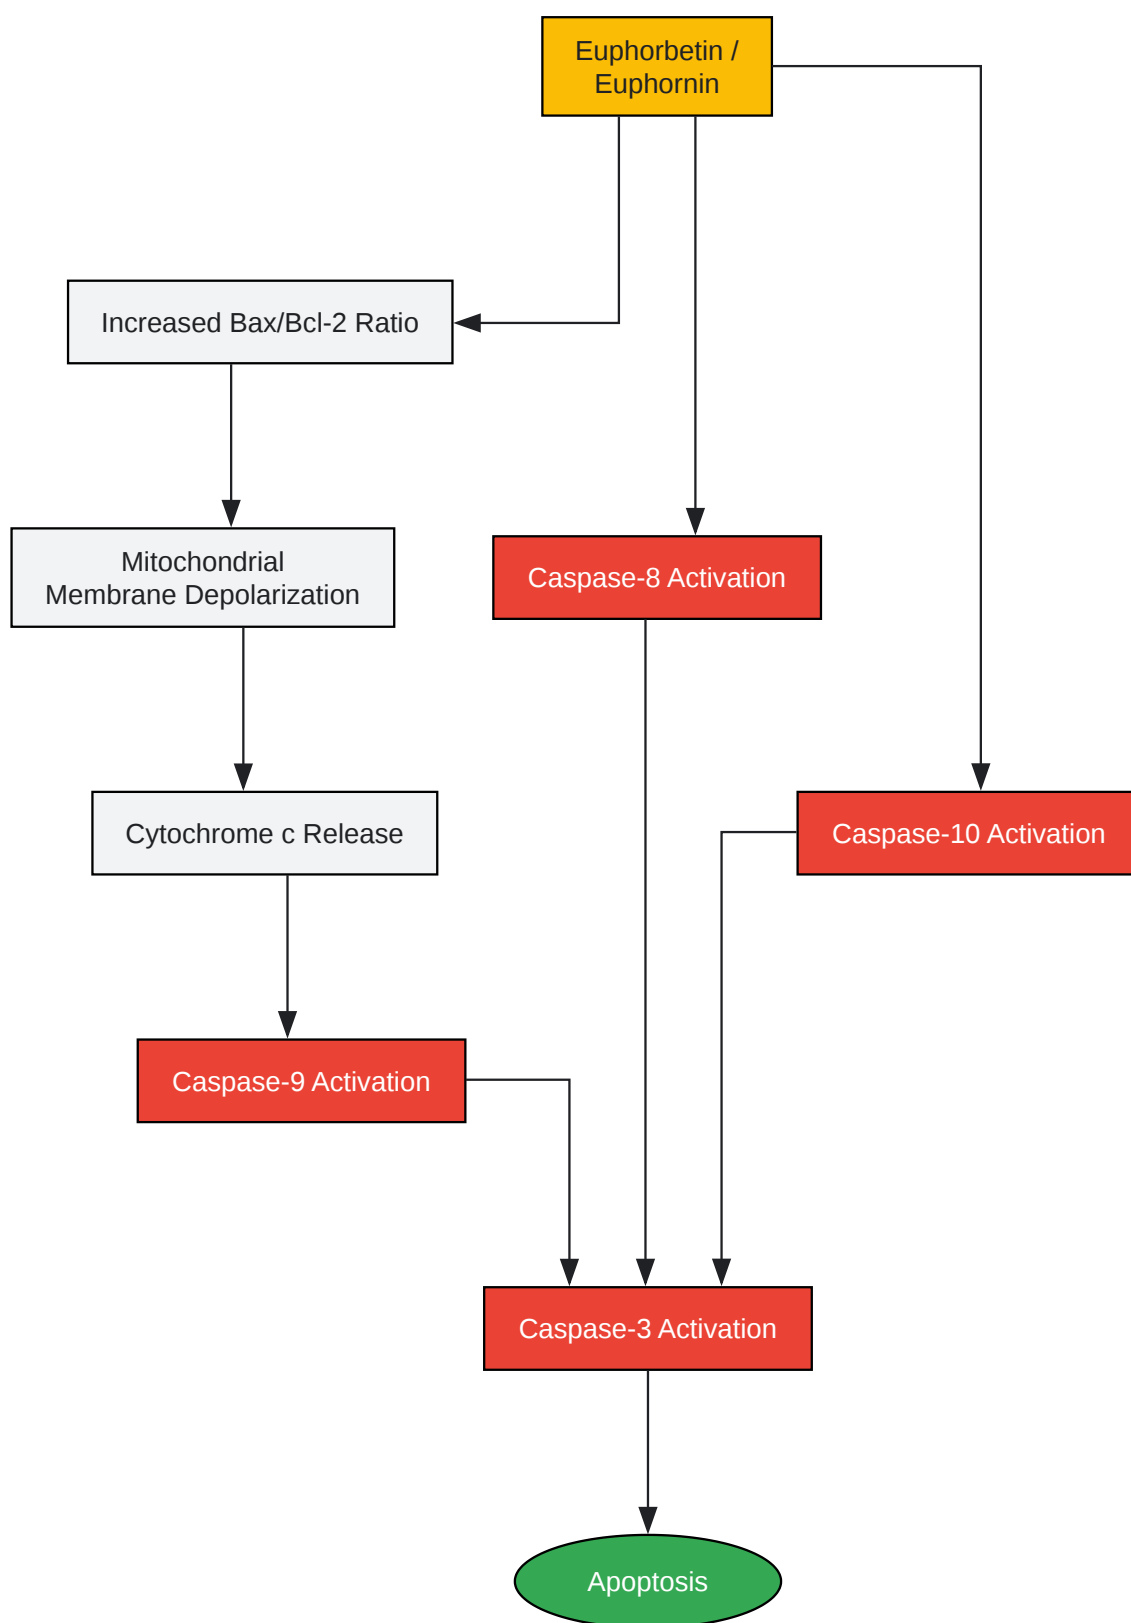 Euphorbetin /
Euphornin
Increased Bax/Bcl-2 Ratio
Mitochondrial
Membrane Depolarization
Caspase-8 Activation
Cytochrome c Release
Caspase-10 Activation
Caspase-9 Activation
Caspase-3 Activation
Apoptosis